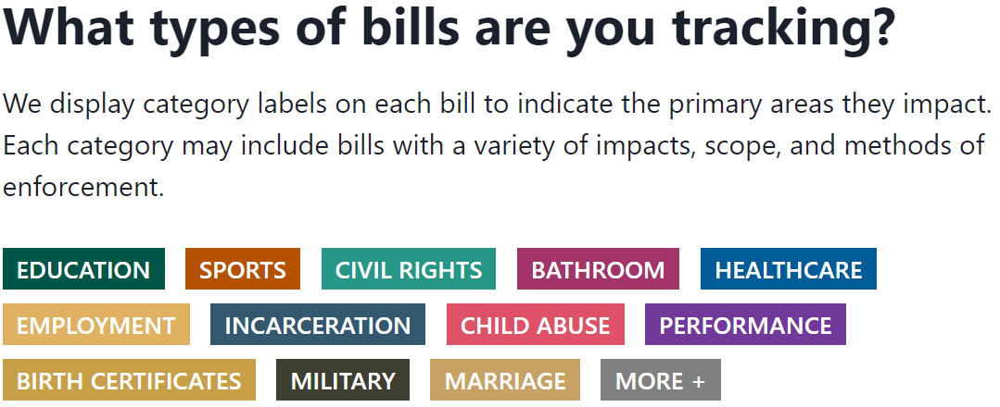 What types of bills are you tracking?
We display category labels on each bill to indicate the primary areas they impact.
Each category may include bills with a variety of impacts, scope, and methods of
enforcement.
EDUCATION SPORTS CIVIL RIGHTS BATHROOM HEALTHCARE
EMPLOYMENT INCARCERATION CHILD ABUSE PERFORMANCE
BIRTH CERTIFICATES MILITARY MARRIAGE MORE +